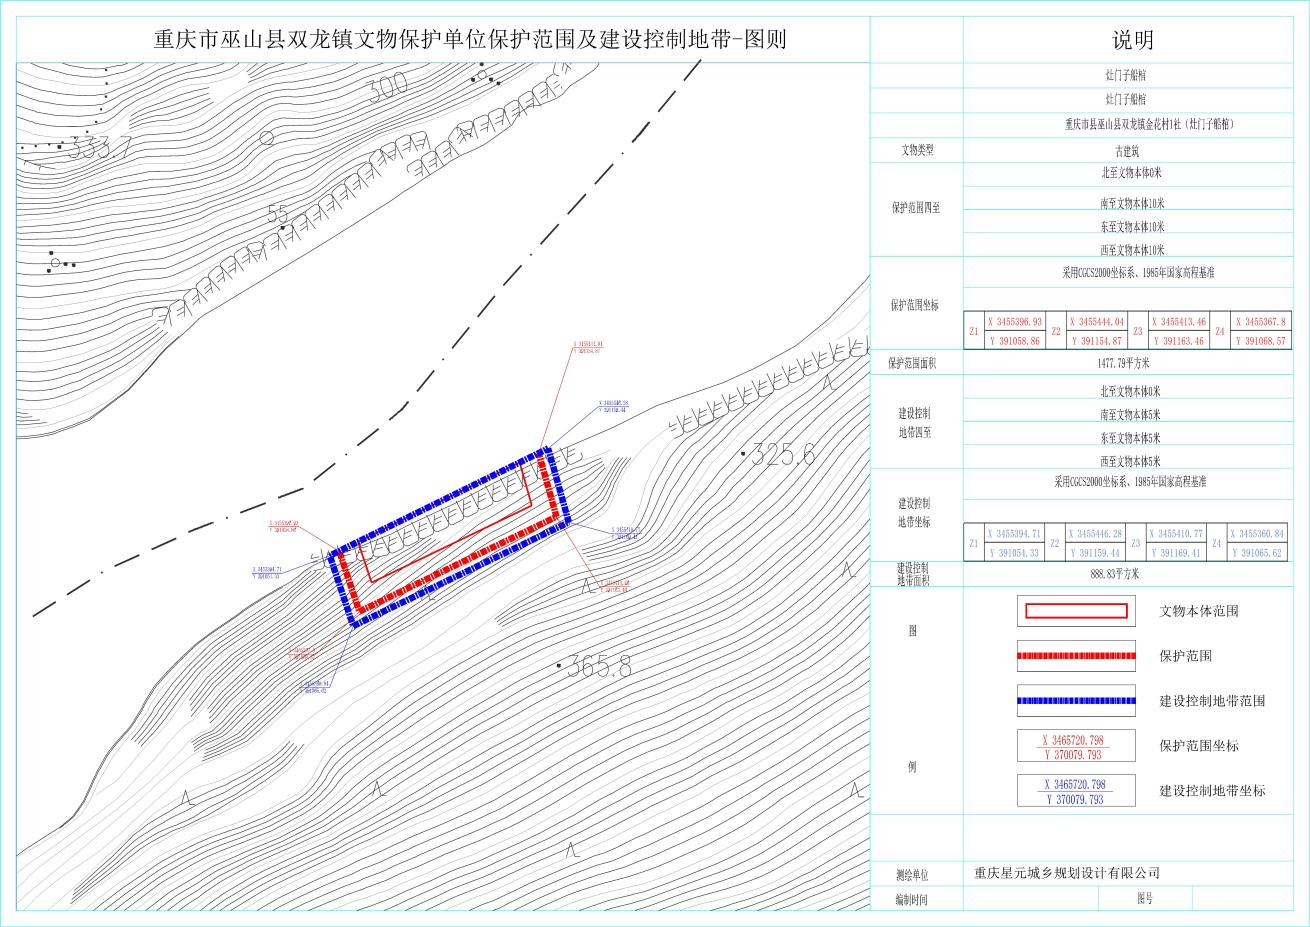 重庆市巫山县双龙镇文物保护单位保护范围及建设控制地带-图则
说明
灶门子船棺
灶门子船棺
重庆市县巫山县双龙镇金花村1社（灶门子船棺）
文物类型
古建筑
保护范围四至
北至文物本体0米
南至文物本体10米
东至文物本体10米
西至文物本体10米
保护范围坐标
采用CGCS2000坐标系、1985年国家高程基准
Z1
X 3455396.93
Y 391058.86
Z2
X 3455444.04
Y 391154.87
Z3
X 3455413.46
Y 391163.46
Z4
X 3455367.8
Y 391068.57
保护范围面积
1477.79平方米
建设控制
地带四至
北至文物本体0米
南至文物本体5米
东至文物本体5米
西至文物本体5米
建设控制
地带坐标
采用CGCS2000坐标系、1985年国家高程基准
Z1
X 3455394.71
Y 391054.33
Z2
X 3455446.28
Y 391159.44
Z3
X 3455410.77
Y 391169.41
Z4
X 3455360.84
Y 391065.62
建设控制
地带面积
888.83平方米
图
例
文物本体范围
保护范围
建设控制地带范围
X 3465720.798
Y 370079.793
保护范围坐标
X 3465720.798
Y 370079.793
建设控制地带坐标
测绘单位
重庆星元城乡规划设计有限公司
编制时间
图号
300
333.7
55
325.6
365.8